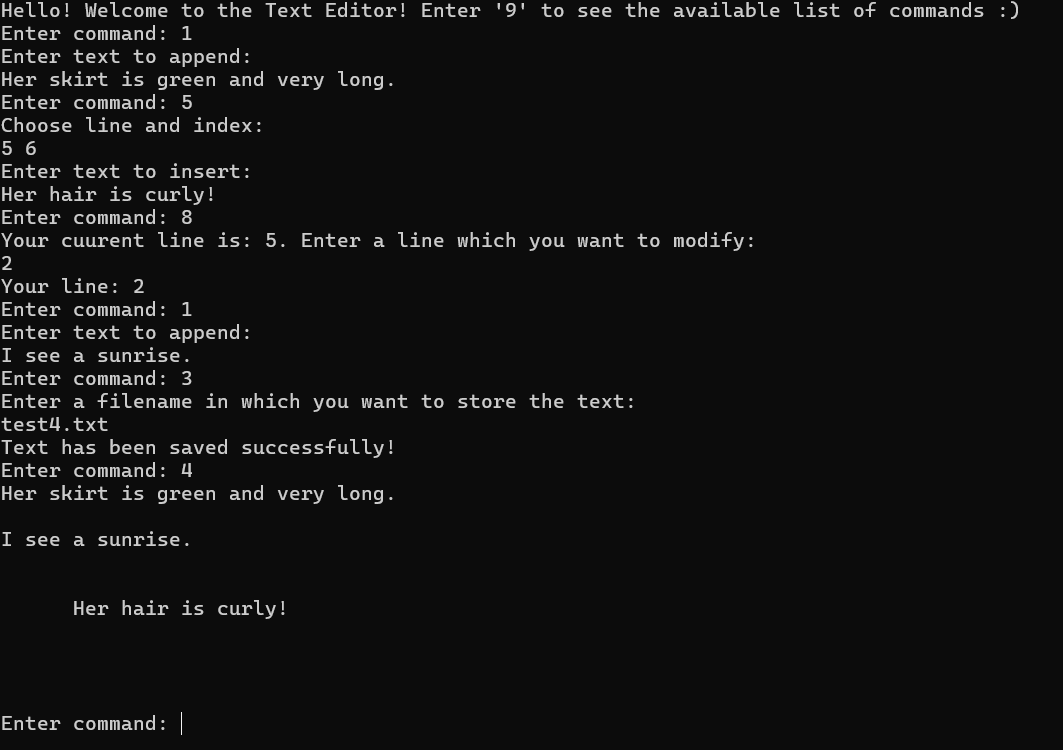 Hello! Welcome to the Text Editor! Enter '9' to see the available list of commands :)
Enter command: 1
Enter text to append:
Her skirt is green and very long.
Enter command: 5
Choose line and index:
5 6
Enter text to insert:
Her hair is curly!
Enter command: 8
Your cuurent line is: 5. Enter a line which you want to modify:
2
Your line: 2
Enter command: 1
Enter text to append:
I see a sunrise.
Enter command: 3
Enter a filename in which you want to store the text:
test4.txt
Text has been saved successfully!
Enter command: 4
Her skirt is green and very long.
I see a sunrise.
Her hair is curly!
Enter command: